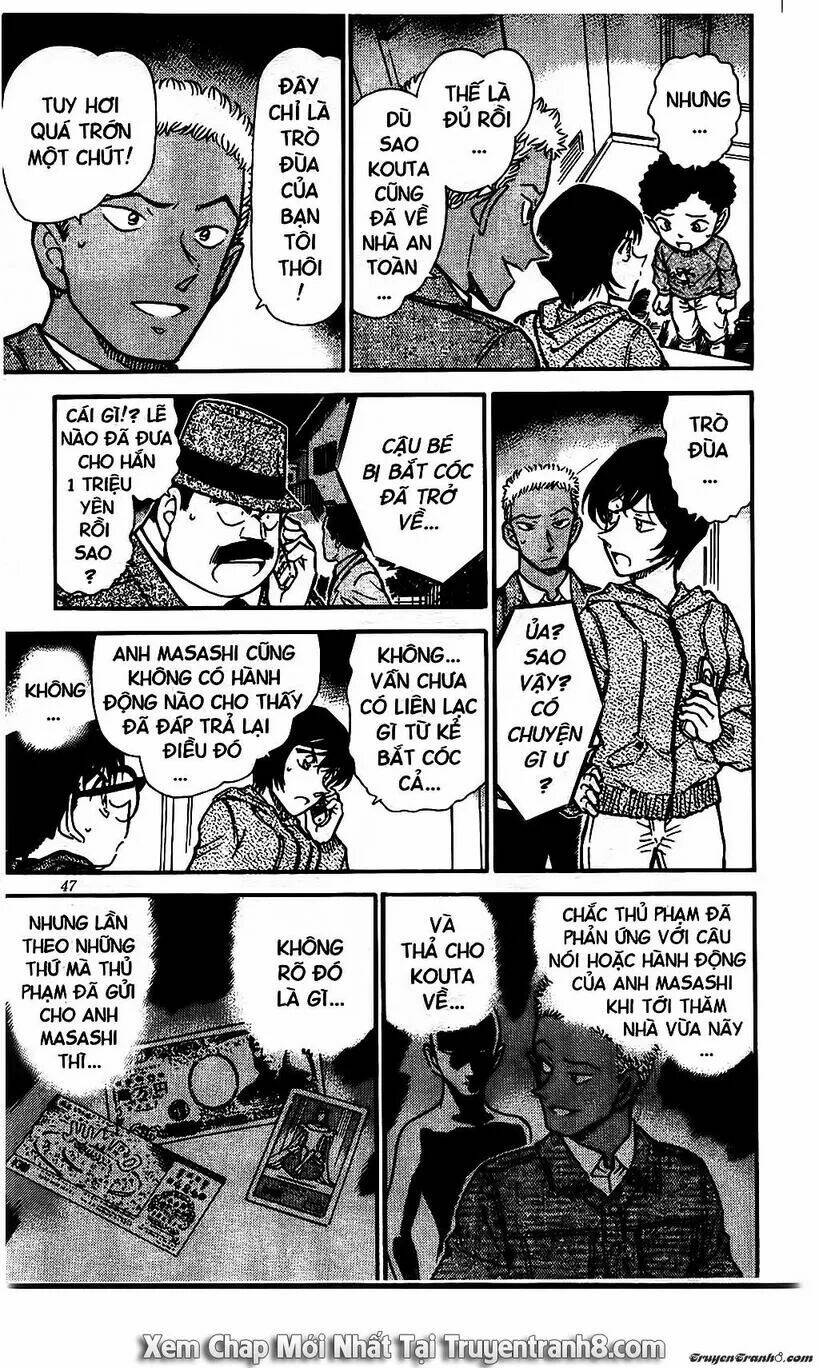 NHƯNG
...
THẾ LÀ
ĐỦ RỒI
...
DÙ
SAO
KOUTA
CŨNG
ĐÃ VỀ
NHÀ AN
TOÀN
...
ĐÂY
CHỈ LÀ
TRÒ
ĐÙA
CỦA
BẠN
TÔI
THÔI
!
TUY HƠI
QUÁ TRỚN
MỘT CHÚT!
TRÒ
ĐÙA
...
ỦA?
SAO
VẬY?
CÓ
CHUYỆN
GÌ Ư
?
CẬU BÉ
BỊ BẮT CÓC
ĐÃ TRỞ
VỀ...
CÁI GÌ!? LẼ
NÀO ĐÃ ĐƯA
CHO HẮN
1 TRIỆU
YÊN
RỒI
SAO
?
KHÔNG...
VẪN CHƯA
CÓ LIÊN LẠC
GÌ TỪ KẺ
BẮT CÓC
CẢ...
ANH MASASHI CŨNG
KHÔNG CÓ HÀNH
ĐỘNG NÀO CHO THẤY
ĐÃ ĐÁP TRẢ LẠI
ĐIỀU ĐÓ
...
KHÔNG
...
47
CHẮC THỦ PHẠM ĐÃ
PHẢN ỨNG VỚI CÂU
NÓI HOẶC HÀNH ĐỘNG
CỦA ANH MASASHI
KHI TỚI THĂM
NHÀ VỪA NÃY
...
VÀ
THẢ CHO
KOUTA
VỀ...
KHÔNG
RÕ ĐÓ
LÀ GÌ...
NHƯNG LẦN
THEO NHỮNG
THỨ MÀ THỦ
PHẠM ĐÃ GỬI
CHO ANH
MASASHI
THÌ...
Xem Chap Mới Nhất Tại Truyentranh8.com
TruyenTranh8.com